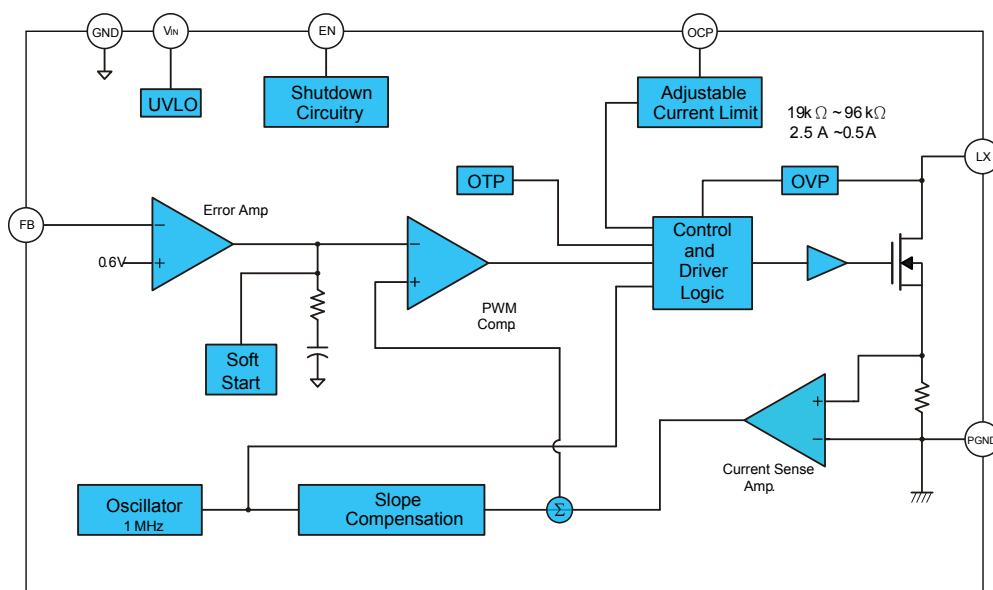 GND
VIN
EN
OCP
UVLO
Shutdown
Circuitry
Adjustable
Current Limit
19kΩ ~ 96kΩ
2.5 A ~0.5A
LX
OTP
OVP
FB
Error Amp
−
0.6V
+
−
+
Control
and
Driver
Logic
PWM
Comp.
Soft
Start
+
−
PGND
Current Sense
Amp.
Oscillator
1 MHz
Slope
Compensation
Σ